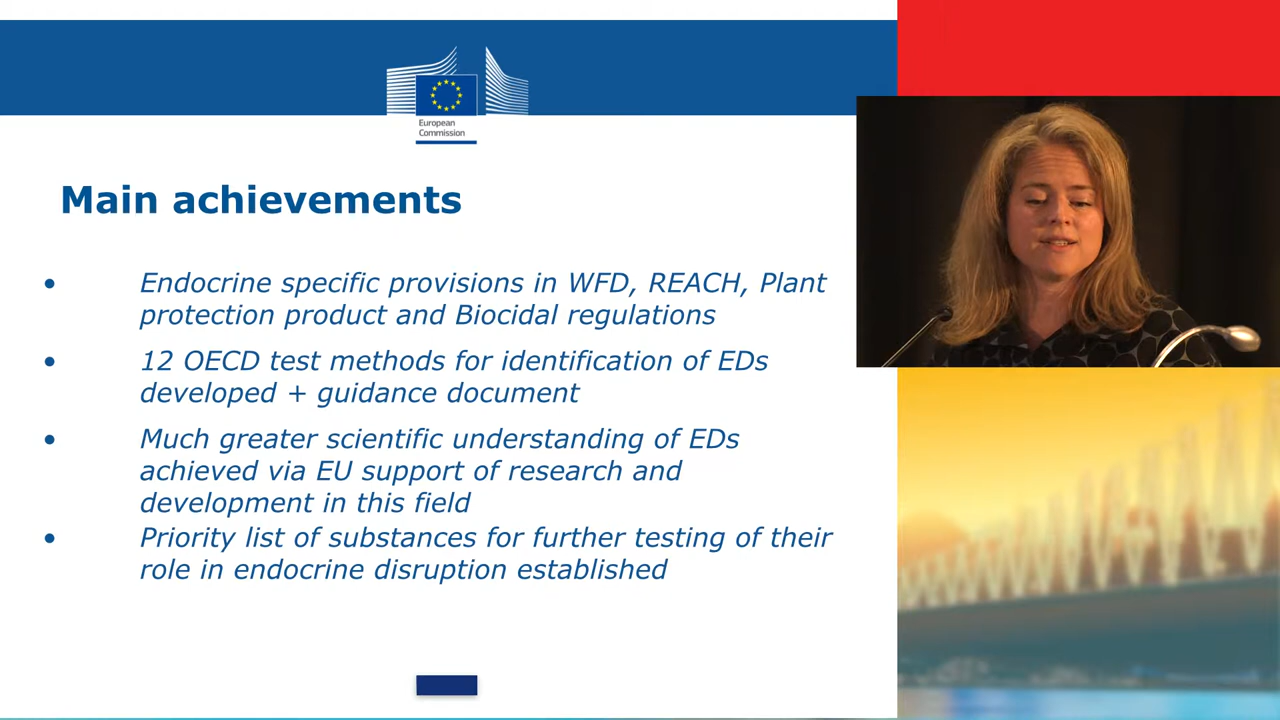 European
Commission
Main achievements
• Endocrine specific provisions in WFD, REACH, Plant
protection product and Biocidal regulations
• 12 OECD test methods for identification of EDs
developed + guidance document
• Much greater scientific understanding of EDs
achieved via EU support of research and
development in this field
• Priority list of substances for further testing of their
role in endocrine disruption established